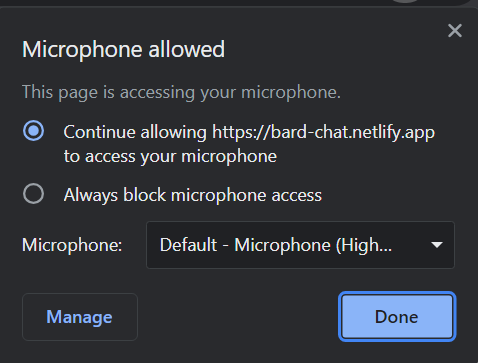 Microphone allowed
This page is accessing your microphone.
Continue allowing https://bard-chat.netlify.app
to access your microphone
Always block microphone access
Microphone:
Default - Microphone (High...
Manage
Done